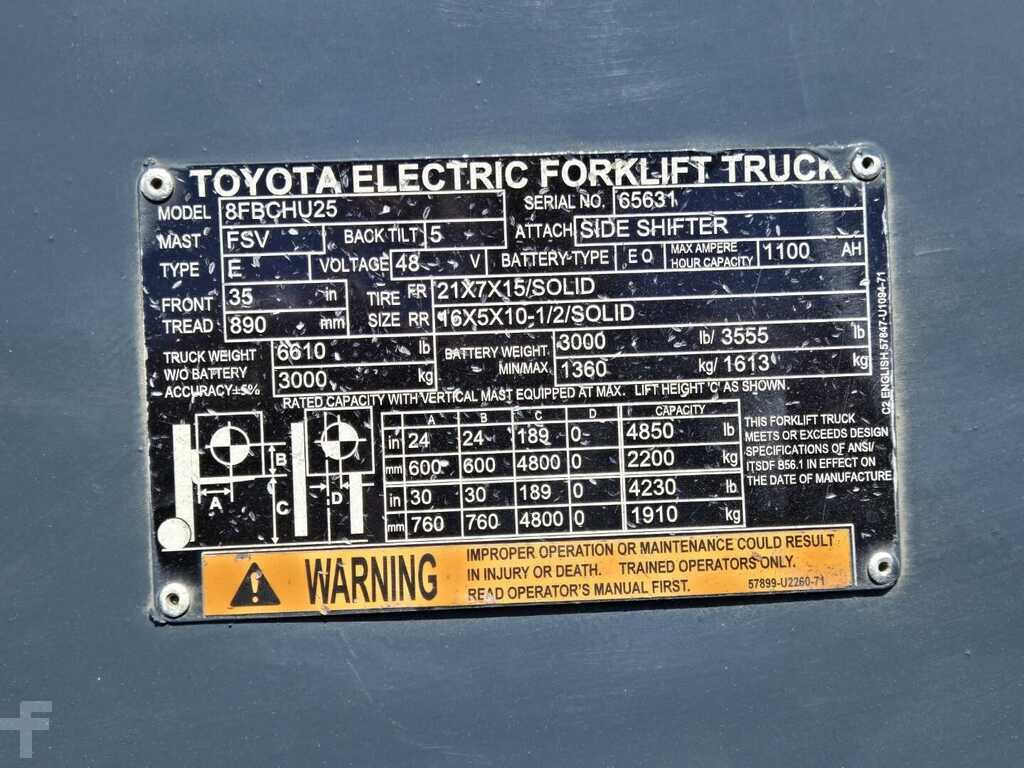 TOYOTA ELECTRIC FORKLIFT TRUCK
MODEL 8FBCHU25 SERIAL NO. 65631
MAST FSV BACK TILT 5 ATTACH SIDE SHIFTER
TYPE E VOLTAGE 48 V BATTERY-TYPE E O MAX AMPERE HOUR CAPACITY 1100 AH
FRONT TREAD 35 in 890 mm
TIRE SIZE FR 21X7X15/SOLID
RR 16X5X10-1/2/SOLID
TRUCK WEIGHT W/O BATTERY ACCURACY±5% 6610 lb 3000 kg
BATTERY WEIGHT MIN/MAX. 3000 lb/ 3555
1360 kg/ 1613 kg
RATED CAPACITY WITH VERTICAL MAST EQUIPPED AT MAX. LIFT HEIGHT 'C' AS SHOWN.
A B C D CAPACITY
in 24 24 189 0 4850 lb
mm 600 600 4800 0 2200 kg
in 30 30 189 0 4230 lb
mm 760 760 4800 0 1910 kg
A B C D
THIS FORKLIFT TRUCK
MEETS OR EXCEEDS DESIGN
SPECIFICATIONS OF ANSI/
ITSDF B56.1 IN EFFECT ON
THE DATE OF MANUFACTURE
C2 ENGLISH 57847-U1094-71
WARNING
IMPROPER OPERATION OR MAINTENANCE COULD RESULT
IN INJURY OR DEATH. TRAINED OPERATORS ONLY.
READ OPERATOR'S MANUAL FIRST. 57899-U2260-71
F